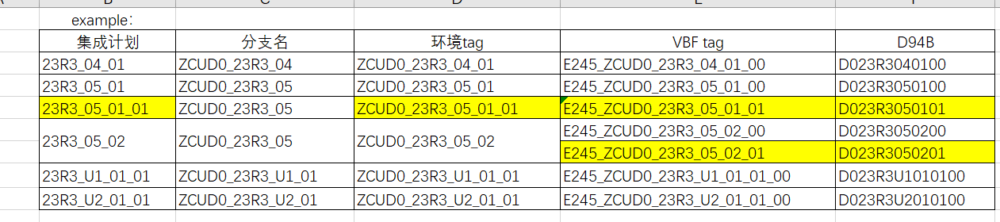 example:
集成计划 分支名 环境tag VBF tag D94B
23R3_04_01 ZCUD0_23R3_04 ZCUD0_23R3_04_01 E245_ZCUD0_23R3_04_01_00 D023R3040100
23R3_05_01 ZCUD0_23R3_05 ZCUD0_23R3_05_01 E245_ZCUD0_23R3_05_01_00 D023R3050100
23R3_05_01_01 ZCUD0_23R3_05 ZCUD0_23R3_05_01_01 E245_ZCUD0_23R3_05_01_01 D023R3050101
23R3_05_02 ZCUD0_23R3_05 ZCUD0_23R3_05_02 E245_ZCUD0_23R3_05_02_00 D023R3050200
E245_ZCUD0_23R3_05_02_01 D023R3050201
23R3_U1_01_01 ZCUD0_23R3_U1_01 ZCUD0_23R3_U1_01_01 E245_ZCUD0_23R3_U1_01_01_00 D023R3U1010100
23R3_U2_01_01 ZCUD0_23R3_U2_01 ZCUD0_23R3_U2_01_01 E245_ZCUD0_23R3_U2_01_01_00 D023R3U2010100